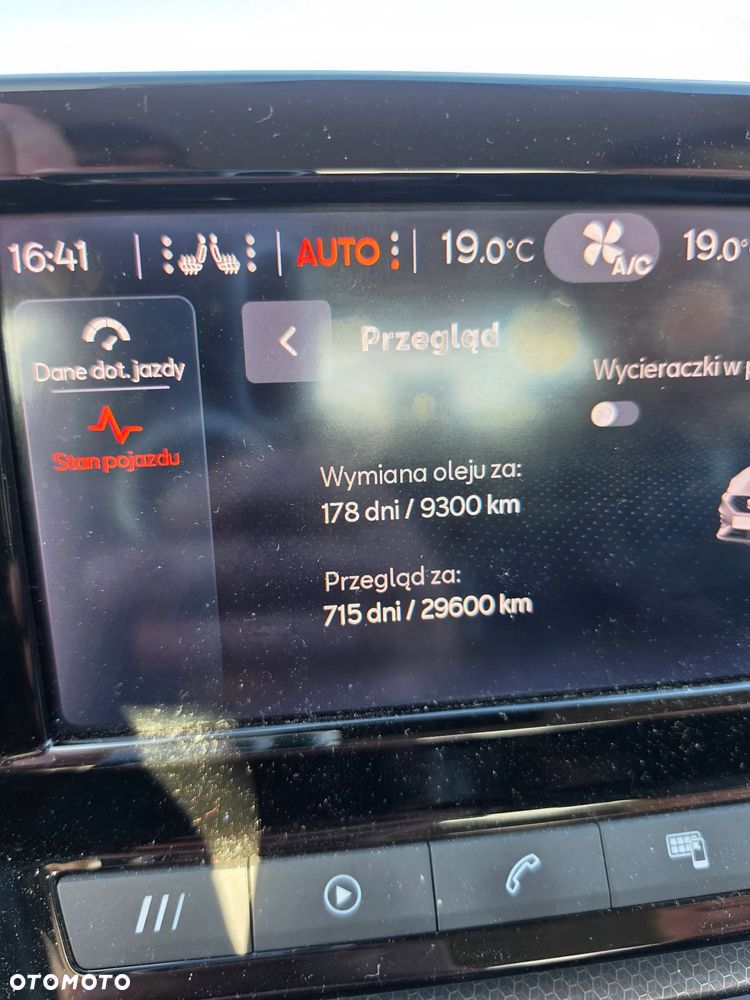 16:41 AUTO 19.0°C A/C 19.0°
Dane dot. jazdy
Przegląd
Wycieraczki w
Stan pojazdu
Wymiana oleju za:
178 dni / 9300 km
Przegląd za:
715 dni / 29600 km
OTOMOTO